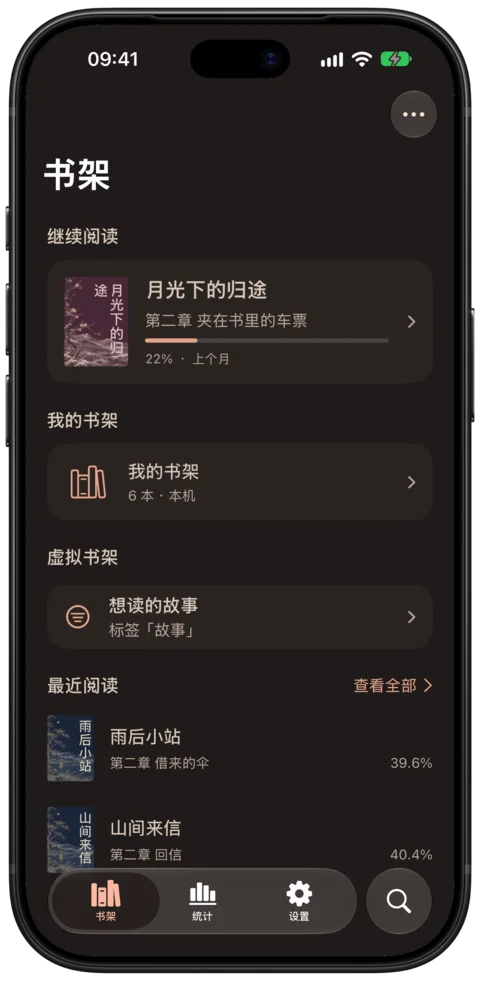 09:41
书架
继续阅读
月光下的归途
月光下的归途
第二章 夹在书里的车票
22% · 上个月
我的书架
我的书架
6 本 · 本机
虚拟书架
想读的故事
标签「故事」
最近阅读
查看全部
雨后小站
雨后小站
第二章 借来的伞
39.6%
山间来信
山间来信
第二章 回信
40.4%
书架
统计
设置